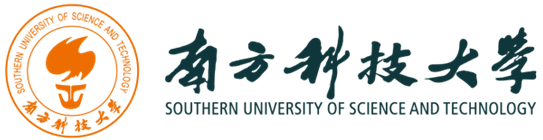 SOUTHERN UNIVERSITY OF SCIENCE AND TECHNOLOGY
南方科技大学
南方科技大学
SOUTHERN UNIVERSITY OF SCIENCE AND TECHNOLOGY